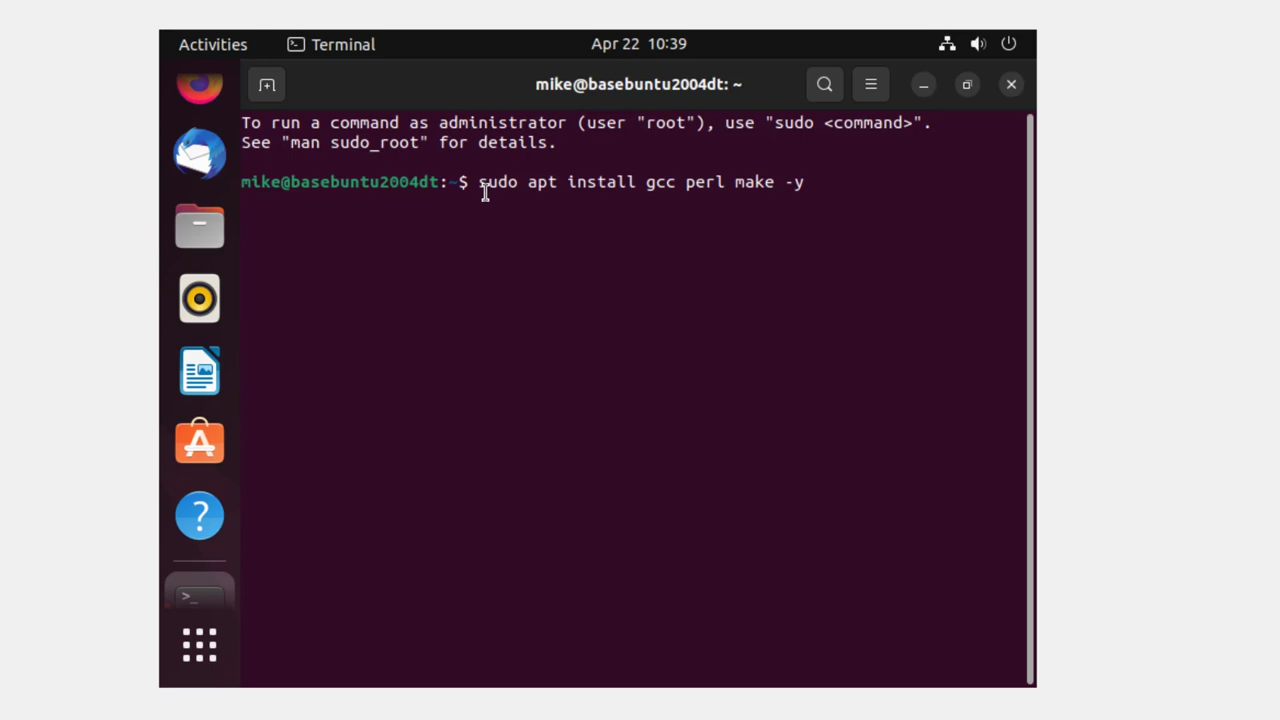 Activities Terminal Apr 22 10:39
mike@basebuntu2004dt: ~
To run a command as administrator (user "root"), use "sudo <command>".
See "man sudo_root" for details.
mike@basebuntu2004dt:~$ sudo apt install gcc perl make -y